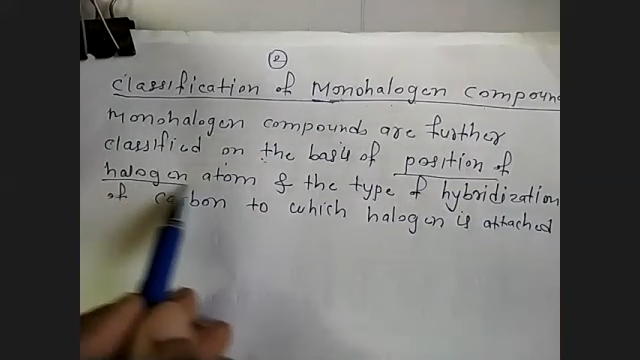 ②
Classification of Monohalogen Compound
Monohalogen compounds are further
classified on the basis of position of
halogen atom & the type of hybridization
of carbon to which halogen is attached